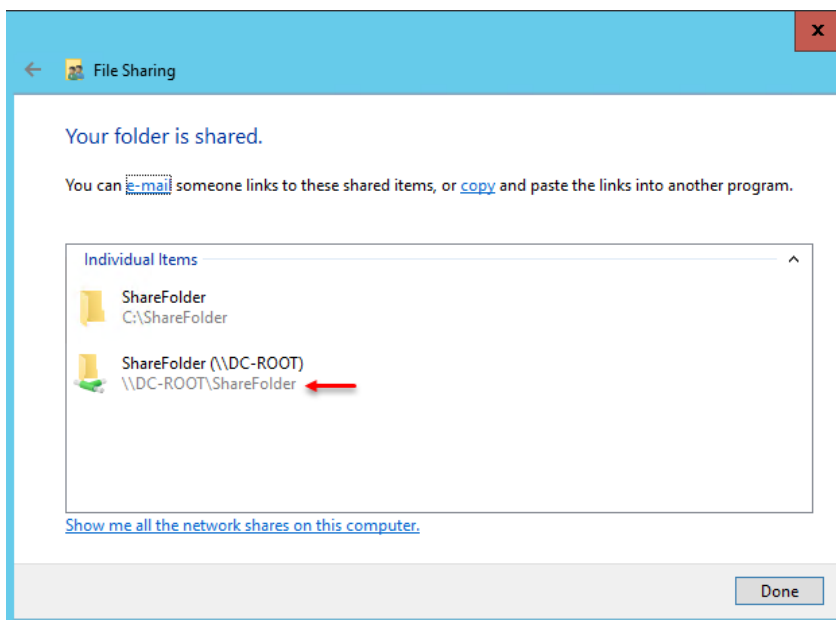 x
File Sharing
Your folder is shared.
You can e-mail someone links to these shared items, or copy and paste the links into another program.
Individual Items
ShareFolder
C:\ShareFolder
ShareFolder (\\DC-ROOT)
\\DC-ROOT\ShareFolder
Show me all the network shares on this computer.
Done